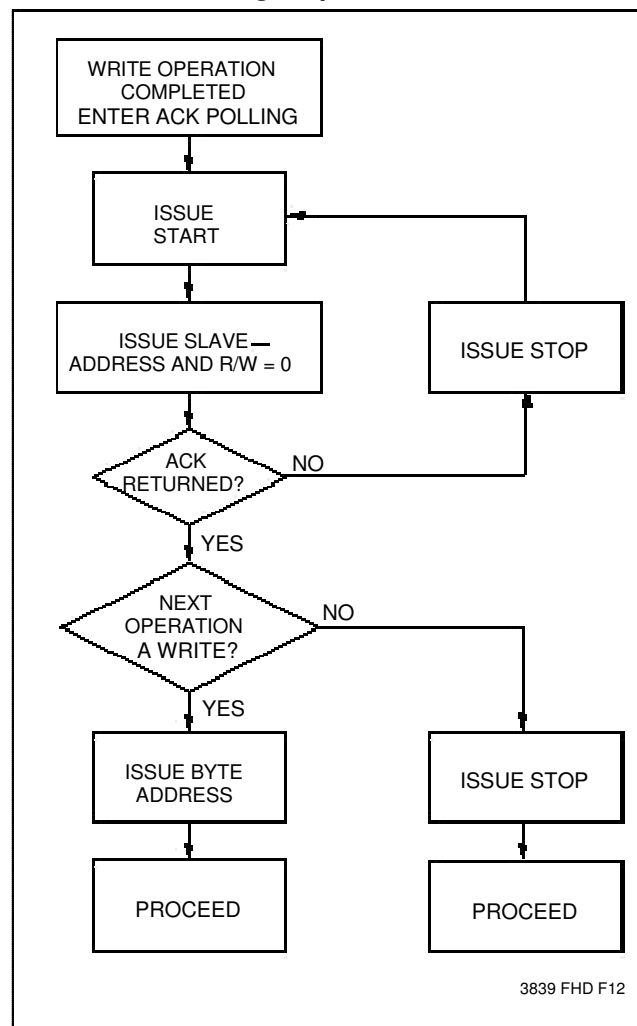 WRITE OPERATION
COMPLETED
ENTER ACK POLLING
ISSUE
START
ISSUE SLAVE
ADDRESS AND R/W = 0
ISSUE STOP
ACK
RETURNED?
NO
YES
NEXT
OPERATION
A WRITE?
NO
YES
ISSUE BYTE
ADDRESS
ISSUE STOP
PROCEED
PROCEED
3839 FHD F12